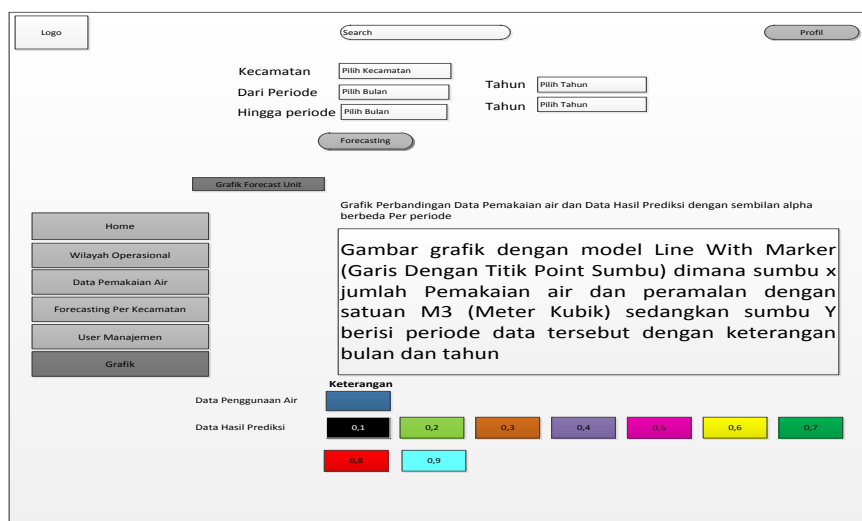 Logo
Search
Profil
Kecamatan
Pilih Kecamatan
Dari Periode
Pilih Bulan
Tahun
Pilih Tahun
Hingga periode
Pilih Bulan
Tahun
Pilih Tahun
Forecasting
Grafik Forecast Unit
Home
Wilayah Operasional
Data Pemakaian Air
Forecasting Per Kecamatan
User Manajemen
Grafik
Grafik Perbandingan Data Pemakaian air dan Data Hasil Prediksi dengan sembilan alpha
berbeda Per periode
Gambar grafik dengan model Line With Marker
(Garis Dengan Titik Point Sumbu) dimana sumbu x
jumlah Pemakaian air dan peramalan dengan
satuan M3 (Meter Kubik) sedangkan sumbu Y
berisi periode data tersebut dengan keterangan
bulan dan tahun
Keterangan
Data Penggunaan Air
Data Hasil Prediksi
0,1
0,2
0,3
0,4
0,5
0,6
0,7
0,8
0,9